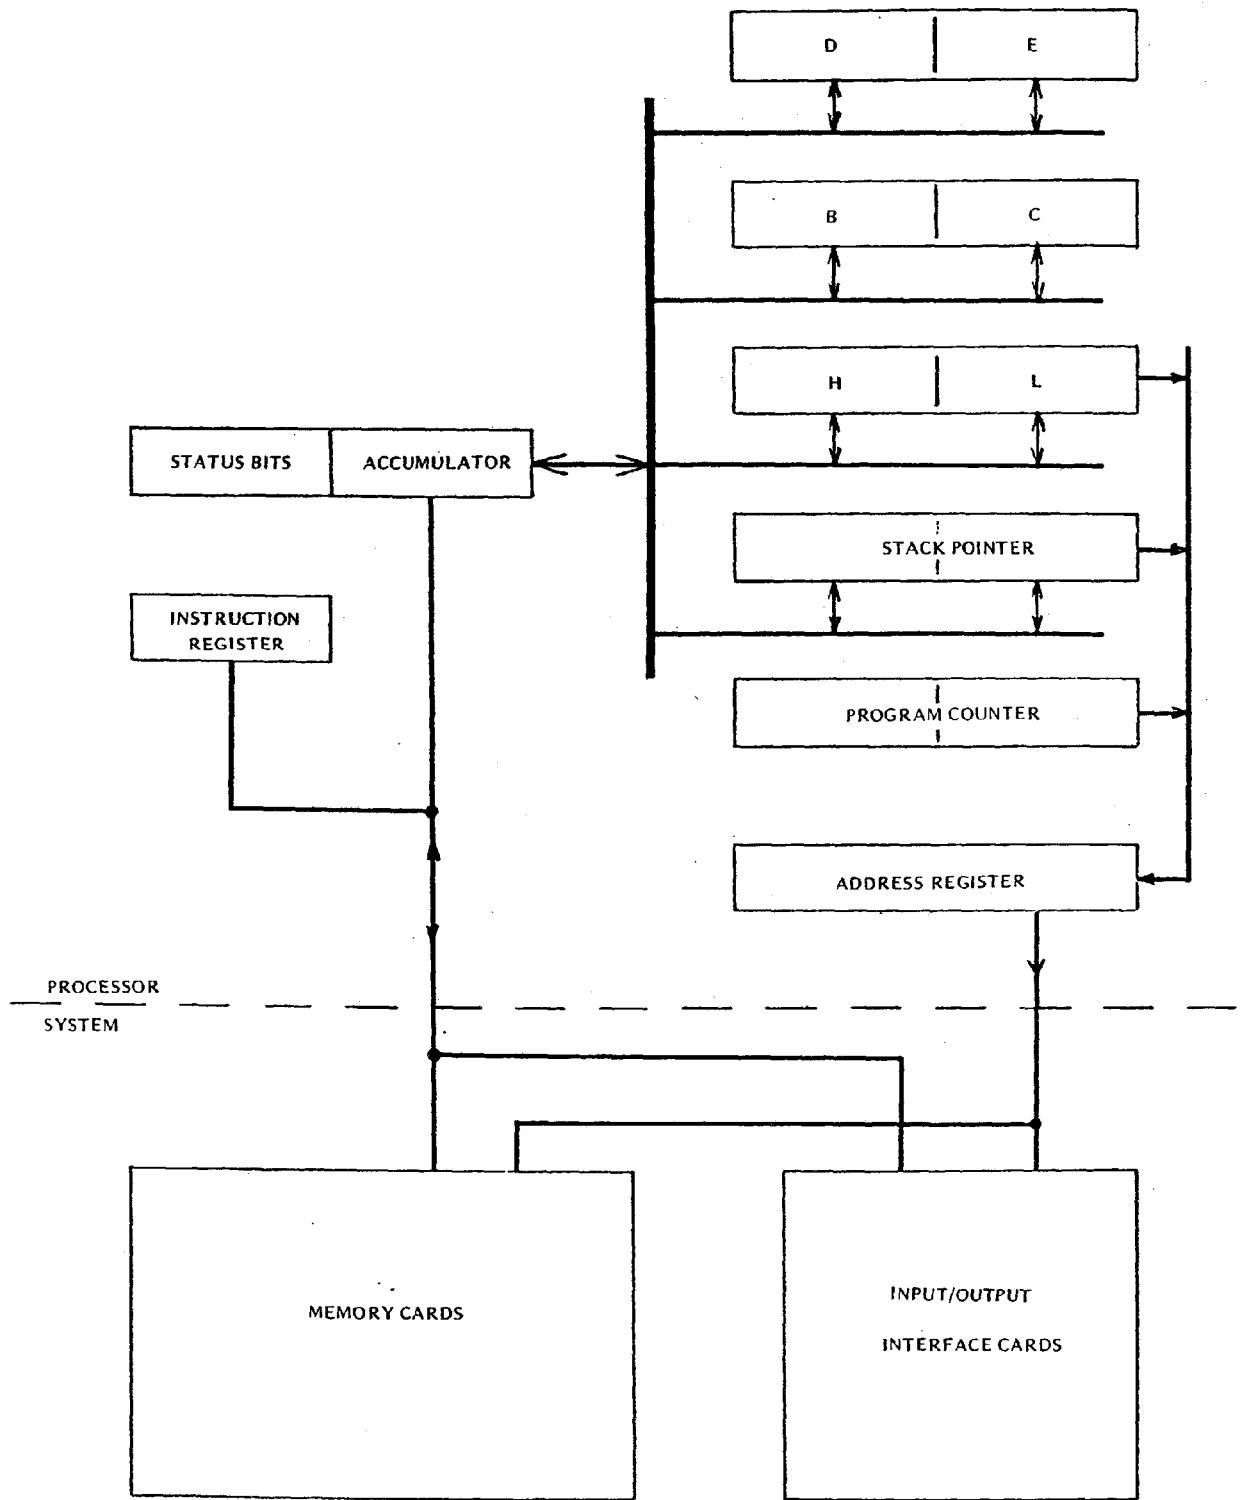 D E
B C
H L
STATUS BITS ACCUMULATOR
STACK POINTER
INSTRUCTION
REGISTER
PROGRAM COUNTER
ADDRESS REGISTER
PROCESSOR
SYSTEM
MEMORY CARDS
INPUT/OUTPUT
INTERFACE CARDS